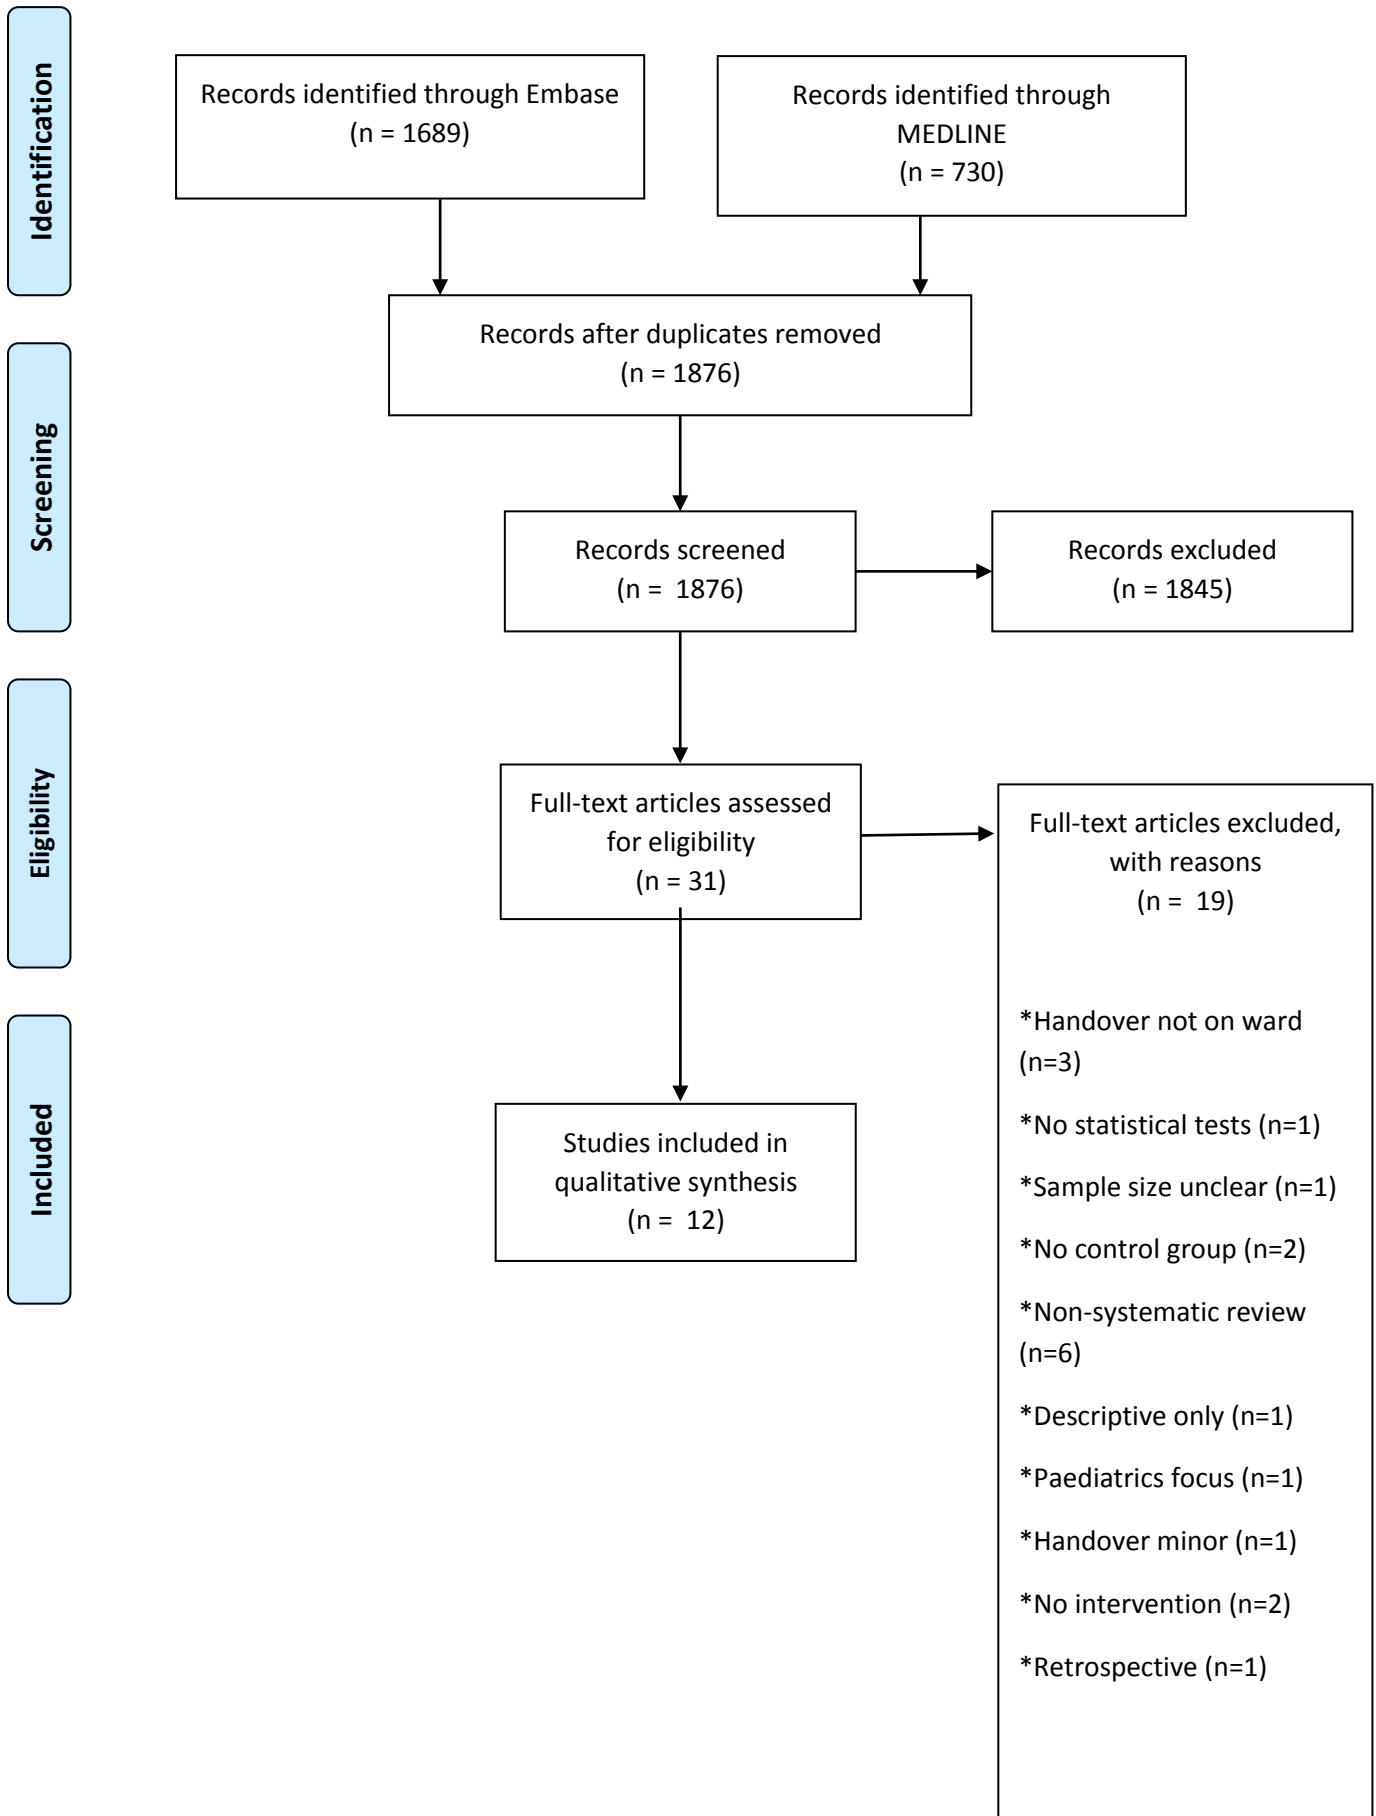 Identification
Records identified through Embase
(n = 1689)
Records identified through
MEDLINE
(n = 730)
Records after duplicates removed
(n = 1876)
Screening
Records screened
(n =  1876)
Records excluded
(n = 1845)
Eligibility
Full-text articles assessed
for eligibility
(n = 31)
Full-text articles excluded,
with reasons
(n =  19)
*Handover not on ward
(n=3)
*No statistical tests (n=1)
*Sample size unclear (n=1)
*No control group (n=2)
*Non-systematic review
(n=6)
*Descriptive only (n=1)
*Paediatrics focus (n=1)
*Handover minor (n=1)
*No intervention (n=2)
*Retrospective (n=1)
Included
Studies included in
qualitative synthesis
(n =  12)